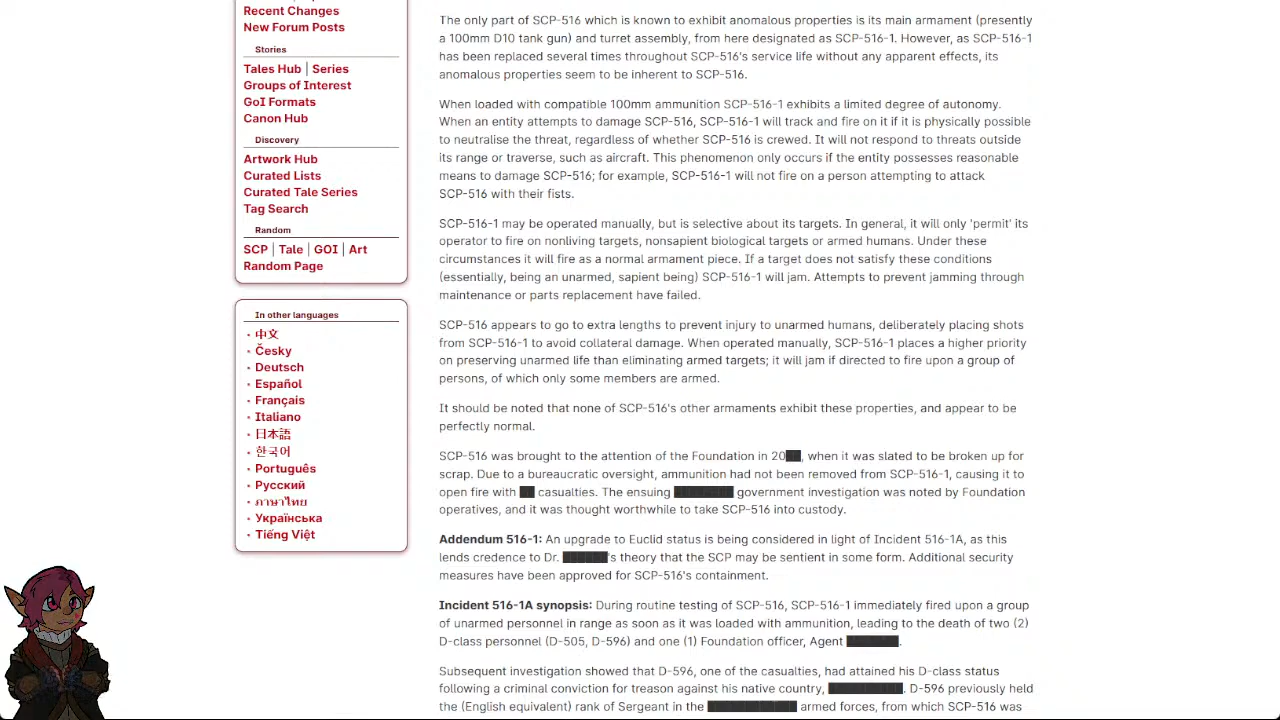 Recent Changes
New Forum Posts
Stories
Tales Hub | Series
Groups of Interest
GoI Formats
Canon Hub
Discovery
Artwork Hub
Curated Lists
Curated Tale Series
Tag Search
Random
SCP | Tale | GOI | Art
Random Page
In other languages
中文
Česky
Deutsch
Español
Français
Italiano
日本語
한국어
Português
Русский
ภาษาไทย
Українська
Tiếng Việt
The only part of SCP-516 which is known to exhibit anomalous properties is its main armament (presently
a 100mm D10 tank gun) and turret assembly, from here designated as SCP-516-1. However, as SCP-516-1
has been replaced several times throughout SCP-516's service life without any apparent effects, its
anomalous properties seem to be inherent to SCP-516.
When loaded with compatible 100mm ammunition SCP-516-1 exhibits a limited degree of autonomy.
When an entity attempts to damage SCP-516, SCP-516-1 will track and fire on it if it is physically possible
to neutralise the threat, regardless of whether SCP-516 is crewed. It will not respond to threats outside
its range or traverse, such as aircraft. This phenomenon only occurs if the entity possesses reasonable
means to damage SCP-516; for example, SCP-516-1 will not fire on a person attempting to attack
SCP-516 with their fists.
SCP-516-1 may be operated manually, but is selective about its targets. In general, it will only 'permit' its
operator to fire on nonliving targets, nonsapient biological targets or armed humans. Under these
circumstances it will fire as a normal armament piece. If a target does not satisfy these conditions
(essentially, being an unarmed, sapient being) SCP-516-1 will jam. Attempts to prevent jamming through
maintenance or parts replacement have failed.
SCP-516 appears to go to extra lengths to prevent injury to unarmed humans, deliberately placing shots
from SCP-516-1 to avoid collateral damage. When operated manually, SCP-516-1 places a higher priority
on preserving unarmed life than eliminating armed targets; it will jam if directed to fire upon a group of
persons, of which only some members are armed.
It should be noted that none of SCP-516's other armaments exhibit these properties, and appear to be
perfectly normal.
SCP-516 was brought to the attention of the Foundation in 20██, when it was slated to be broken up for
scrap. Due to a bureaucratic oversight, ammunition had not been removed from SCP-516-1, causing it to
open fire with ██ casualties. The ensuing ████████ government investigation was noted by Foundation
operatives, and it was thought worthwhile to take SCP-516 into custody.
Addendum 516-1: An upgrade to Euclid status is being considered in light of Incident 516-1A, as this
lends credence to Dr. ██████'s theory that the SCP may be sentient in some form. Additional security
measures have been approved for SCP-516's containment.
Incident 516-1A synopsis: During routine testing of SCP-516, SCP-516-1 immediately fired upon a group
of unarmed personnel in range as soon as it was loaded with ammunition, leading to the death of two (2)
D-class personnel (D-505, D-596) and one (1) Foundation officer, Agent ███████.
Subsequent investigation showed that D-596, one of the casualties, had attained his D-class status
following a criminal conviction for treason against his native country, ██████████. D-596 previously held
the (English equivalent) rank of Sergeant in the ████████████ armed forces, from which SCP-516 was